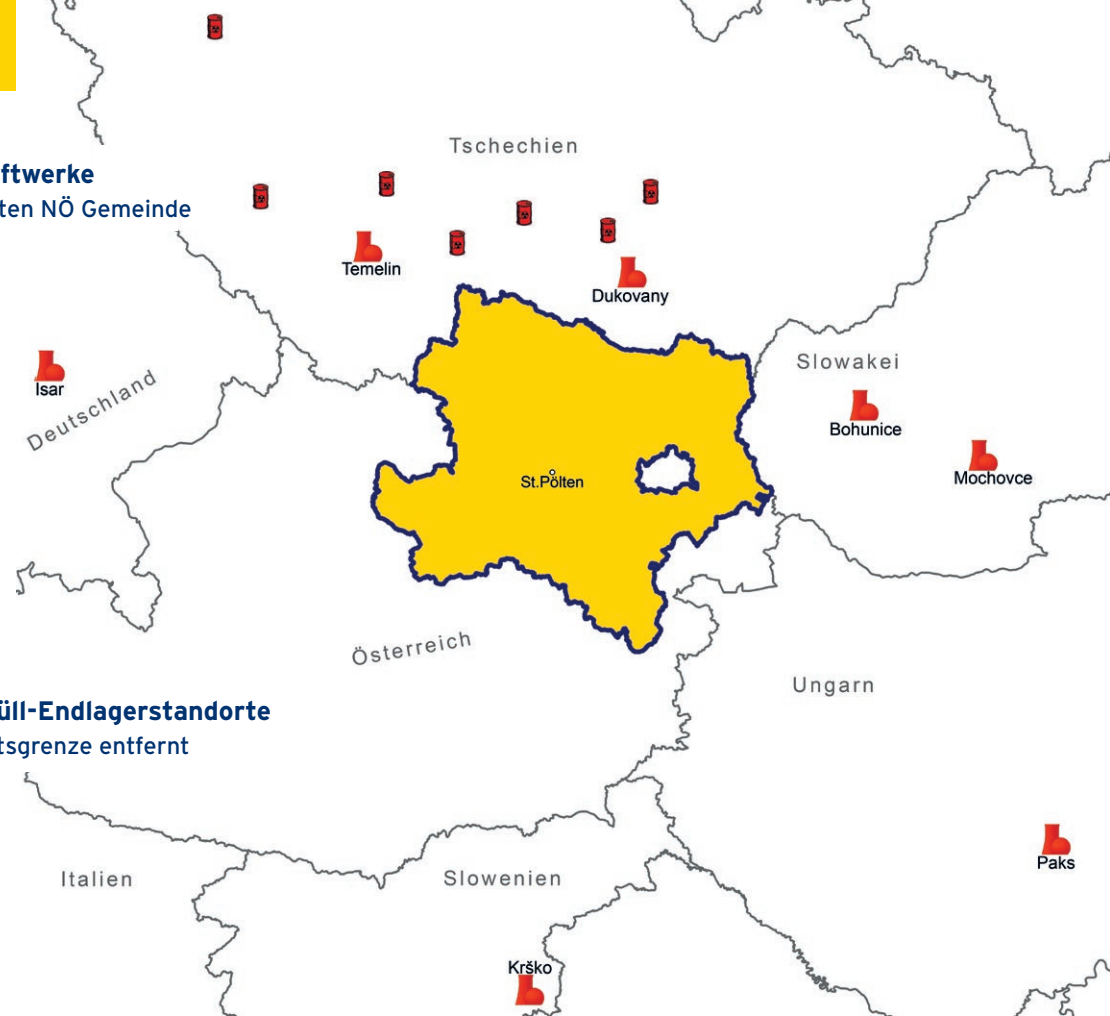 Tschechien
ftwerke
ten NÖ Gemeinde
Temelin
Dukovany
Slowakei
Isar
Deutschland
Bohunice
Mochovce
St.Pölten
Österreich
Ungarn
üll-Endlagerstandorte
tsgrenze entfernt
Paks
Italien
Slowenien
Krško